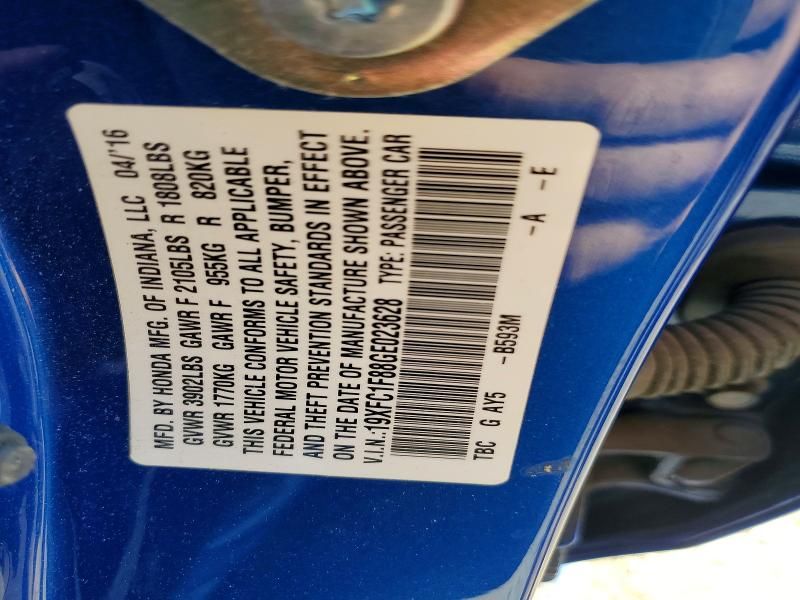 MFD. BY HONDA MFG. OF INDIANA, LLC 04/'16
GVWR 3902LBS GAWR F 2105LBS R 1808LBS
GVWR 1770KG GAWR F 955KG R 820KG
THIS VEHICLE CONFORMS TO ALL APPLICABLE
FEDERAL MOTOR VEHICLE SAFETY, BUMPER,
AND THEFT PREVENTION STANDARDS IN EFFECT
ON THE DATE OF MANUFACTURE SHOWN ABOVE.
V.I.N.:19XFC1F88GE023628 TYPE: PASSENGER CAR
TBC G AY5 -B593M -A -E